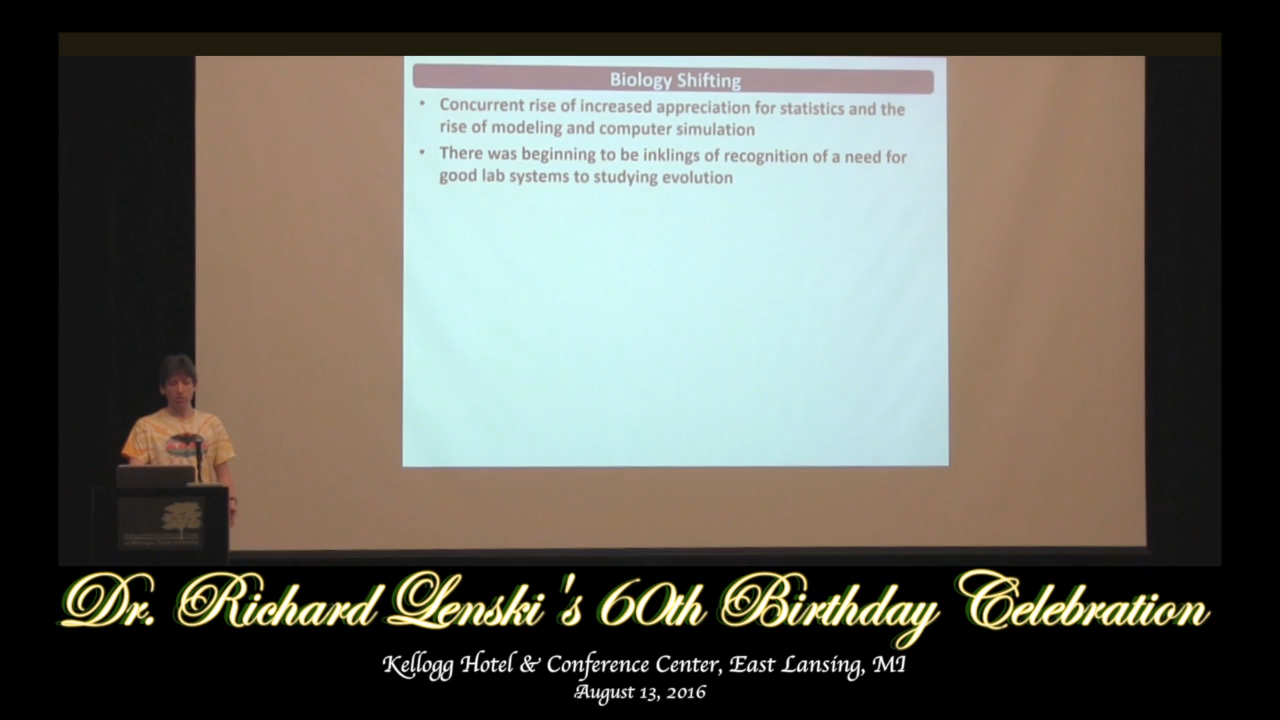 Biology Shifting
• Concurrent rise of increased appreciation for statistics and the
rise of modeling and computer simulation
• There was beginning to be inklings of recognition of a need for
good lab systems to studying evolution
Dr. Richard Lenski's 60th Birthday Celebration
Kellogg Hotel & Conference Center, East Lansing, MI
August 13, 2016